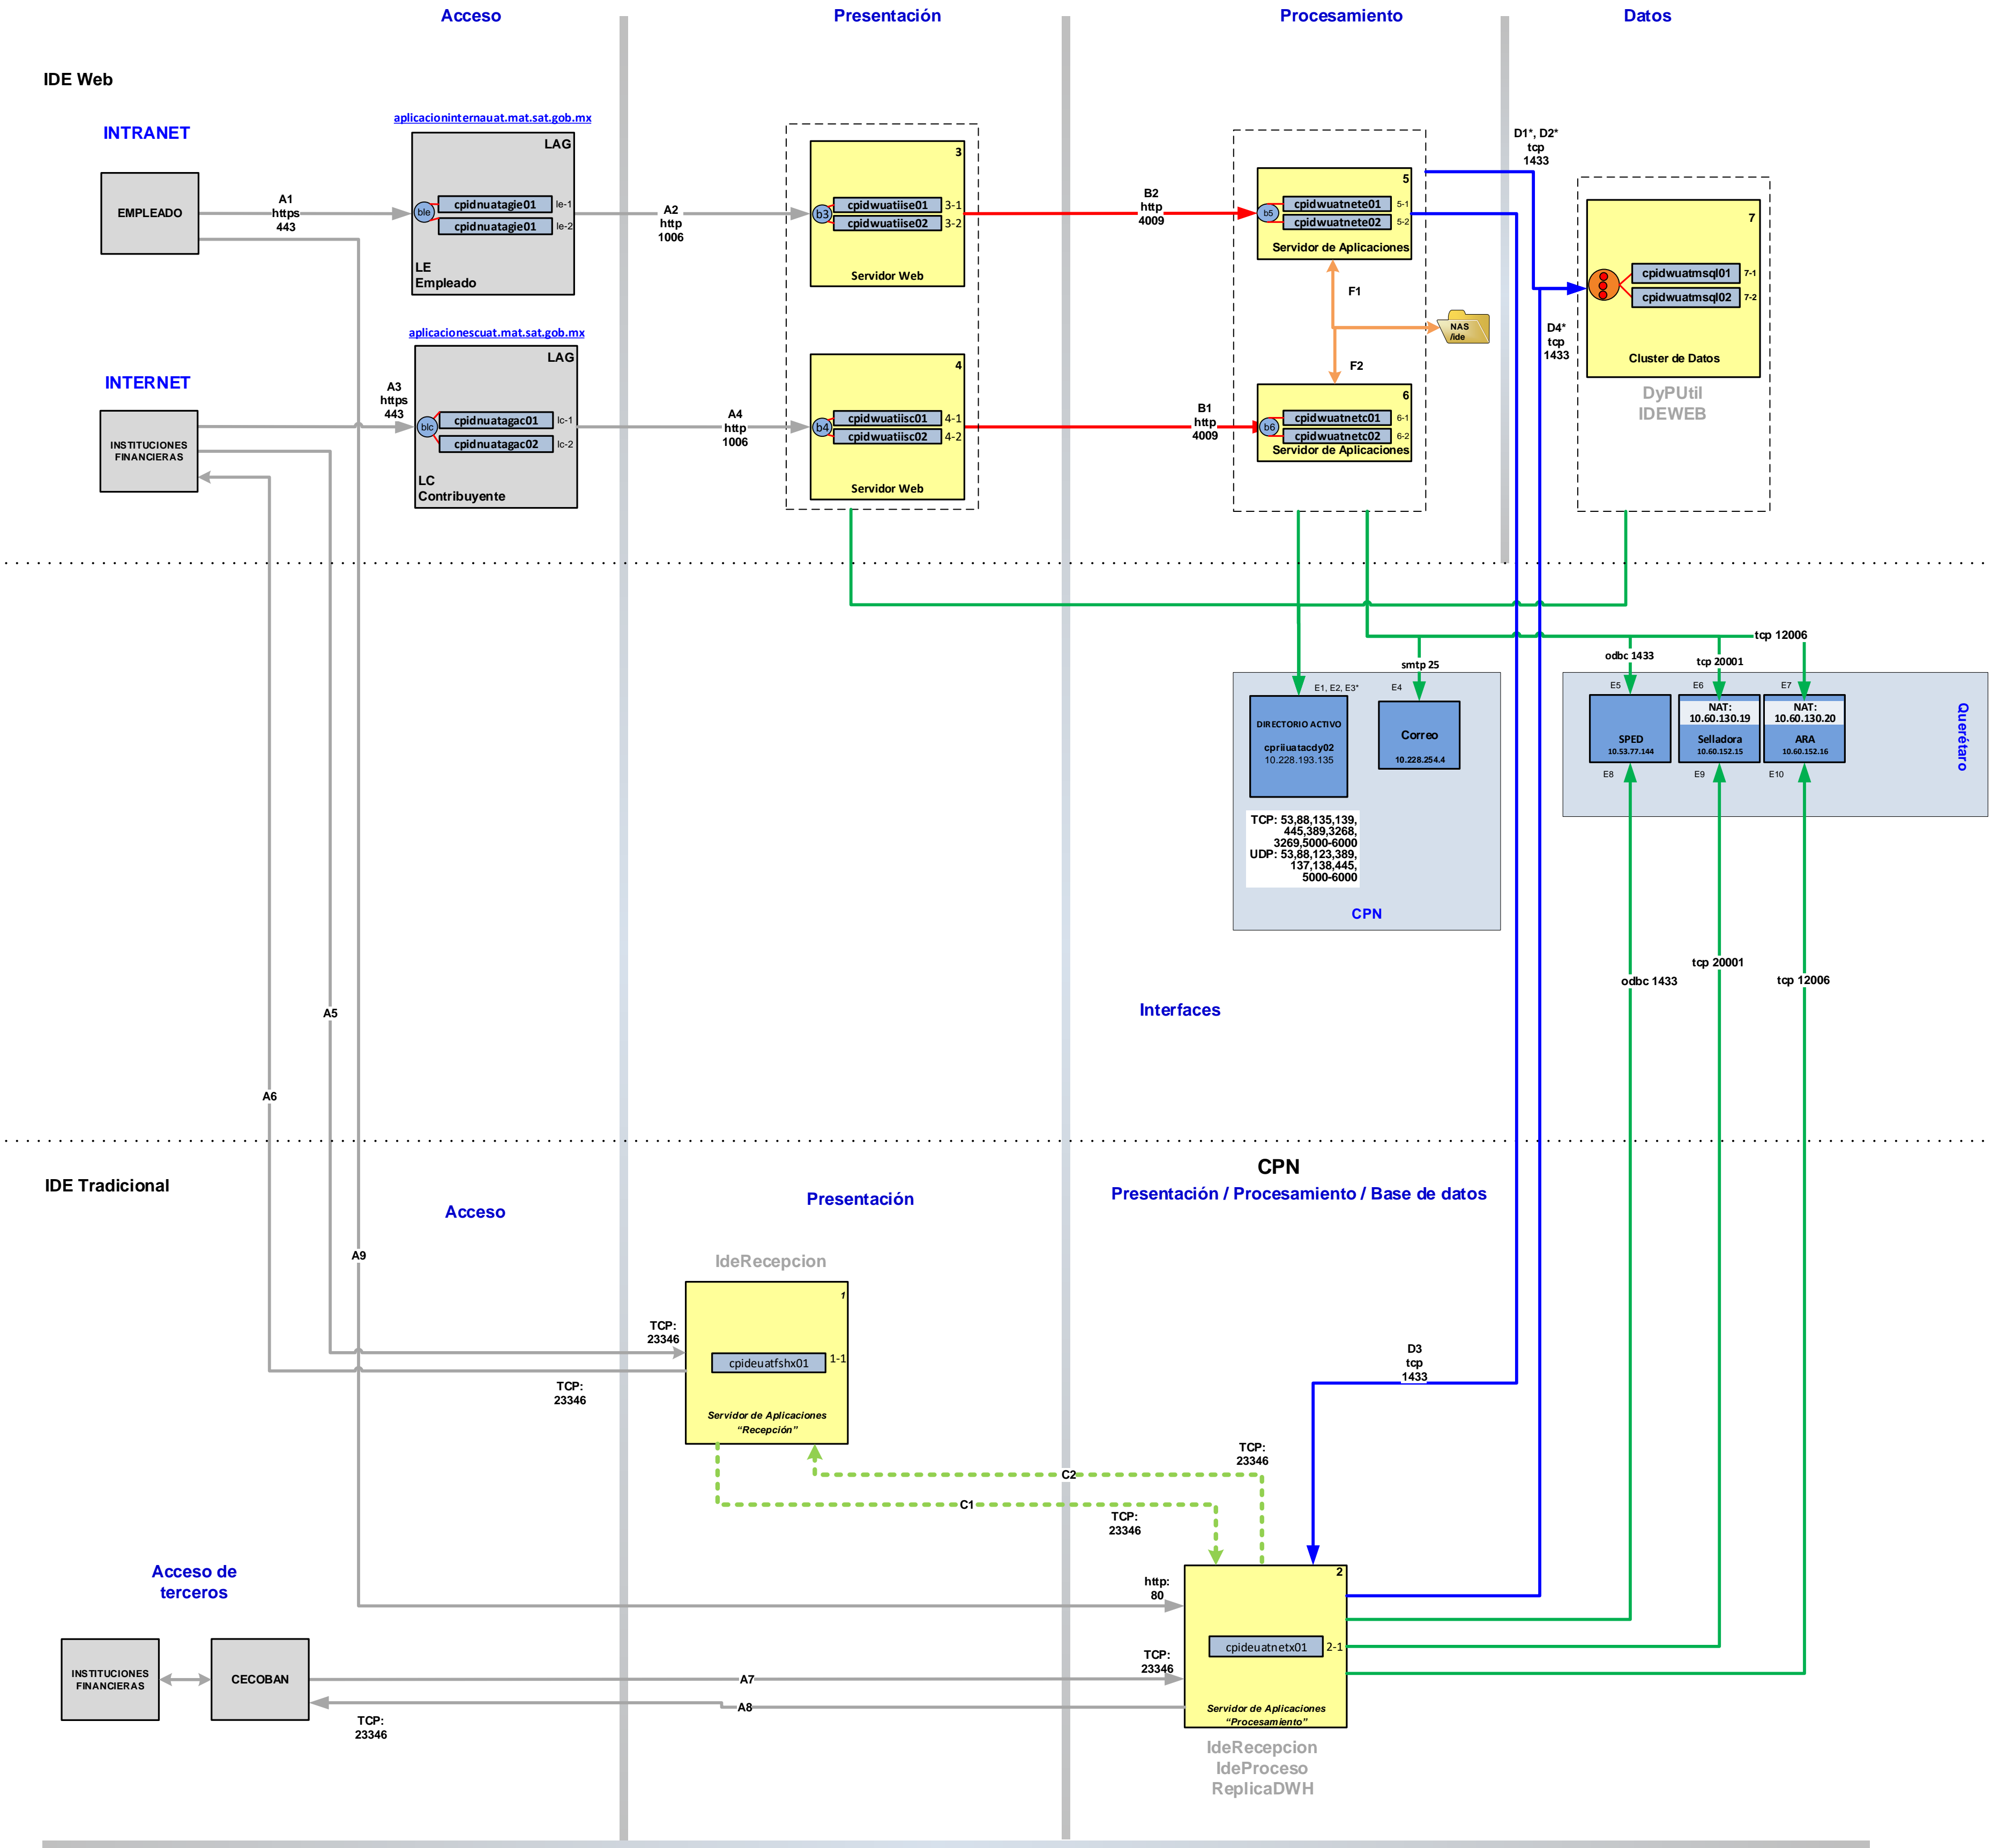 Acceso
Presentación
Procesamiento
Datos
IDE Web
INTRANET
EMPLEADO
A1
https
443
aplicacioninternauat.mat.sat.gob.mx
LAG
ble
cpidnuatagie01
le-1
cpidnuatagie01
le-2
LE
Empleado
A2
http
1006
3
b3
cpidwuatiise01
3-1
cpidwuatiise02
3-2
Servidor Web
B2
http
4009
5
b5
cpidwuatnete01
5-1
cpidwuatnete02
5-2
Servidor de Aplicaciones
D1*, D2*
tcp
1433
7
cpidwuatmsql01
7-1
cpidwuatmsql02
7-2
Cluster de Datos
DyPUtil
IDEWEB
F1
NAS
/ide
F2
D4*
tcp
1433
INTERNET
INSTITUCIONES
FINANCIERAS
A3
https
443
aplicacionescuat.mat.sat.gob.mx
LAG
blc
cpidnuatagac01
lc-1
cpidnuatagac02
lc-2
LC
Contribuyente
A4
http
1006
4
b4
cpidwuatiisc01
4-1
cpidwuatiisc02
4-2
Servidor Web
B1
http
4009
6
b6
cpidwuatnetc01
6-1
cpidwuatnetc02
6-2
Servidor de Aplicaciones
tcp 12006
odbc 1433
tcp 20001
smtp 25
E1, E2, E3*
E4
DIRECTORIO ACTIVO
cpriiuatacdy02
10.228.193.135
Correo
10.228.254.4
TCP: 53,88,135,139,
445,389,3268,
3269,5000-6000
UDP: 53,88,123,389,
137,138,445,
5000-6000
CPN
E5
E6
E7
SPED
10.53.77.144
NAT:
10.60.130.19
Selladora
10.60.152.15
NAT:
10.60.130.20
ARA
10.60.152.16
E8
E9
E10
Querétaro
odbc 1433
tcp 20001
tcp 12006
Interfaces
A5
A6
A9
IDE Tradicional
CPN
Acceso
Presentación
Presentación / Procesamiento / Base de datos
IdeRecepcion
1
cpideuatfshx01
1-1
Servidor de Aplicaciones
“Recepción”
TCP:
23346
TCP:
23346
D3
tcp
1433
C2
TCP:
23346
C1
TCP:
23346
Acceso de
terceros
INSTITUCIONES
FINANCIERAS
CECOBAN
TCP:
23346
A7
A8
http:
80
TCP:
23346
2
cpideuatnetx01
2-1
Servidor de Aplicaciones
“Procesamiento”
IdeRecepcion
IdeProceso
ReplicaDWH